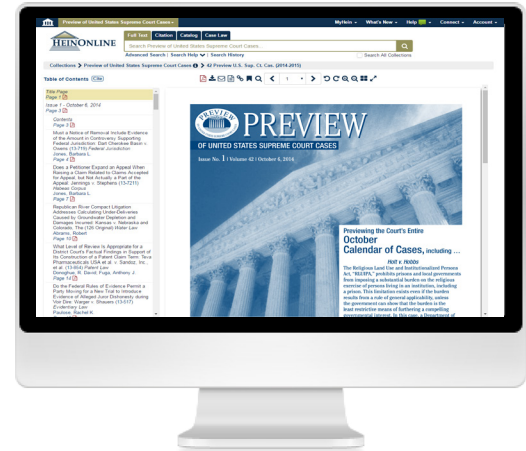 Preview of United States Supreme Court Cases
MyHein
What's New
Help
Connect
Account
HEINONLINE
Full Text
Citation
Catalog
Case Law
Search Preview of United States Supreme Court Cases...
Advanced Search | Search Help | Search History
Search All Collections
Collections > Preview of United States Supreme Court Cases > 42 Preview U.S. Sup. Ct. Cas. (2014-2015)
Table of Contents
Cite
1
Title Page
Page 1
Issue 1 - October 6, 2014
Page 3
Contents
Page 3
Must a Notice of Removal Include Evidence
of the Amount in Controversy Supporting
Federal Jurisdiction: Dart Cherokee Basin v.
Owens (13-719) Federal Jurisdiction
Jones, Barbara L.
Page 4
Does a Petitioner Expand an Appeal When
Raising a Claim Related to Claims Accepted
for Appeal, but Not Actually a Part of the
Appeal: Jennings v. Stephens (13-7211)
Habeas Corpus
Jones, Barbara L.
Page 7
Republican River Compact Litigation
Addresses Calculating Under-Deliveries
Caused by Groundwater Depletion and
Damages Incurred: Kansas v. Nebraska and
Colorado, The (126 Original) Water Law
Abrams, Robert
Page 10
What Level of Review Is Appropriate for a
District Court's Factual Findings in Support of
Its Construction of a Patent Claim Term: Teva
Pharmaceuticals USA et al. v. Sandoz, Inc.,
et al. (13-854) Patent Law
Donoghue, R. David; Fuga, Anthony J.
Page 14
Do the Federal Rules of Evidence Permit a
Party Moving for a New Trial to Introduce
Evidence of Alleged Juror Dishonesty during
Voir Dire: Warger v. Shauers (13-517)
Evidentiary Law
Paulose, Rachel K.
PREVIEW
PREVIEW
OF UNITED STATES SUPREME COURT CASES
Issue No. 1 | Volume 42 | October 6, 2014
Previewing the Court's Entire
October
Calendar of Cases, including …
HOLT v. HOBBS
The Religious Land Use and Institutionalized Persons
Act, "RLUIPA," prohibits prisons and local governments
from imposing a substantial burden on the religious
exercise of persons living in an institution, including
a prison. This limitation exists even if the burden
results from a rule of general applicability, unless
the government can show that the burden is the
least restrictive means of furthering a compelling
governmental interest. In this case, a Department of